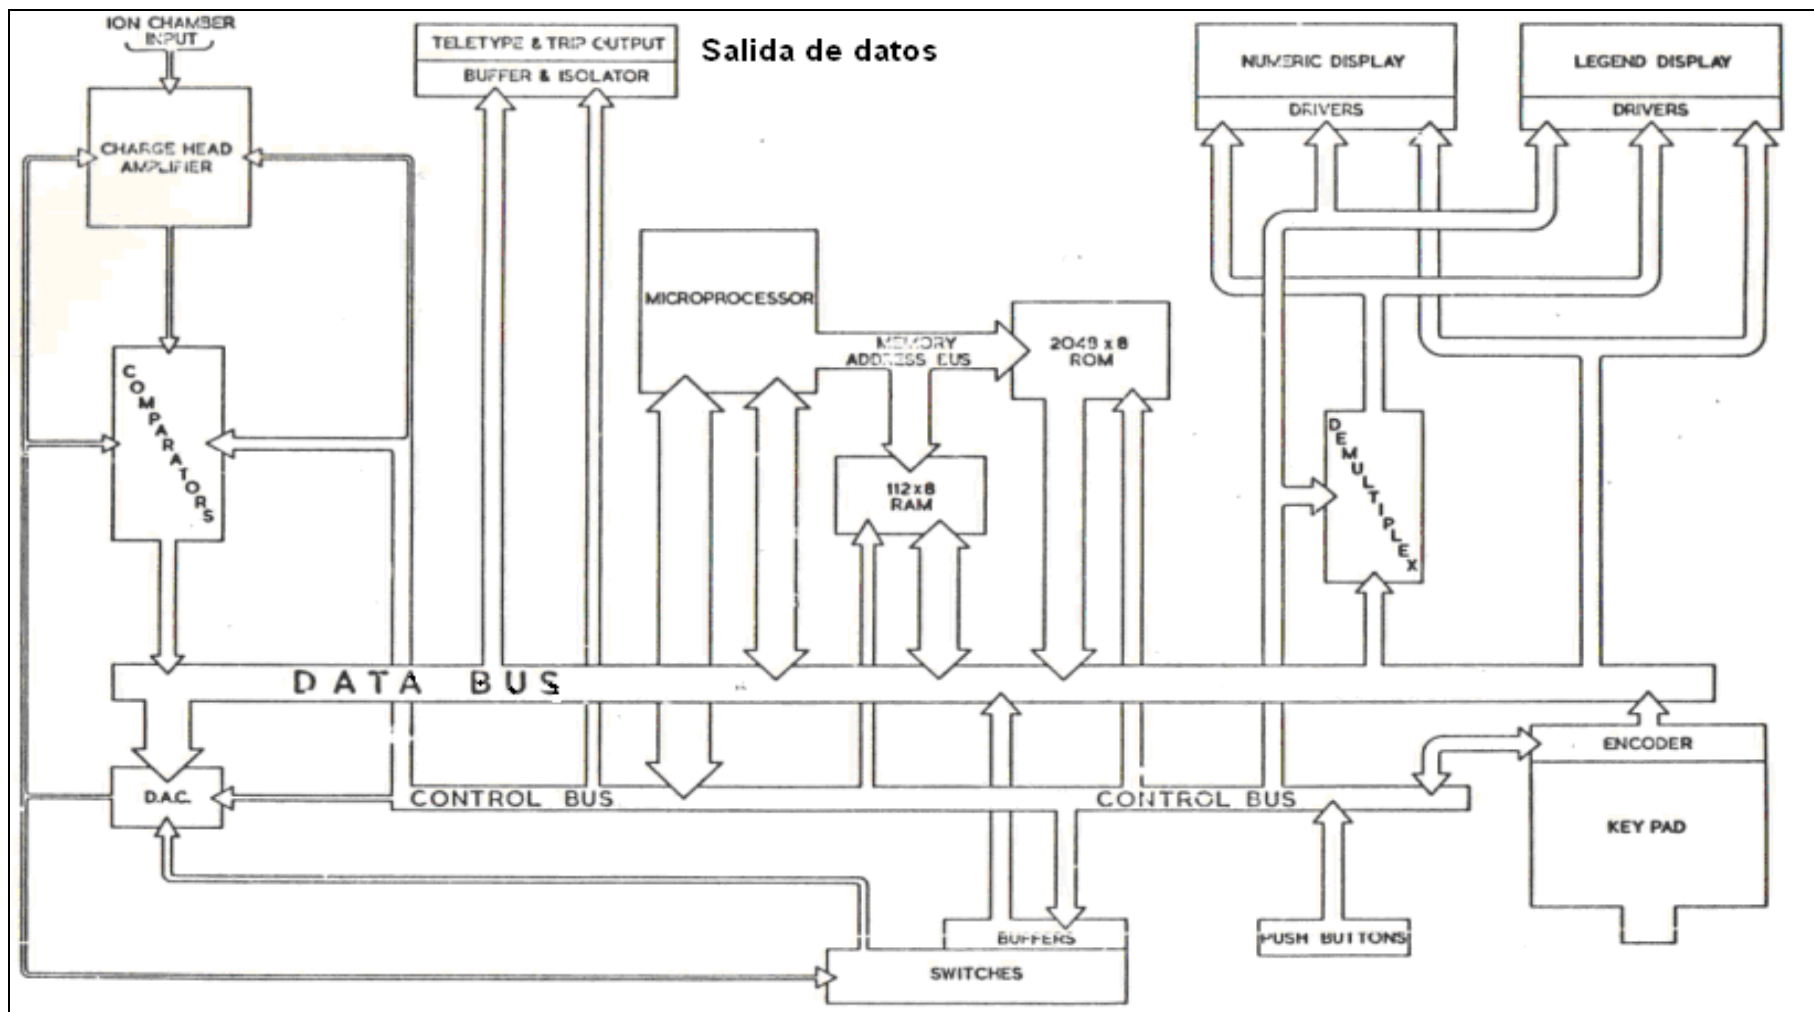 ION CHAMBER
INPUT
TELETYPE & TRIP OUTPUT
BUFFER & ISOLATOR
Salida de datos
NUMERIC DISPLAY
DRIVERS
LEGEND DISPLAY
DRIVERS
CHARGE HEAD
AMPLIFIER
MICROPROCESSOR
MEMORY
ADDRESS BUS
2048 x 8
ROM
COMPARATORS
112x8
RAM
DEMULTIPLEX
DATA BUS
ENCODER
D.A.C.
CONTROL BUS
CONTROL BUS
KEY PAD
BUFFERS
PUSH BUTTONS
SWITCHES